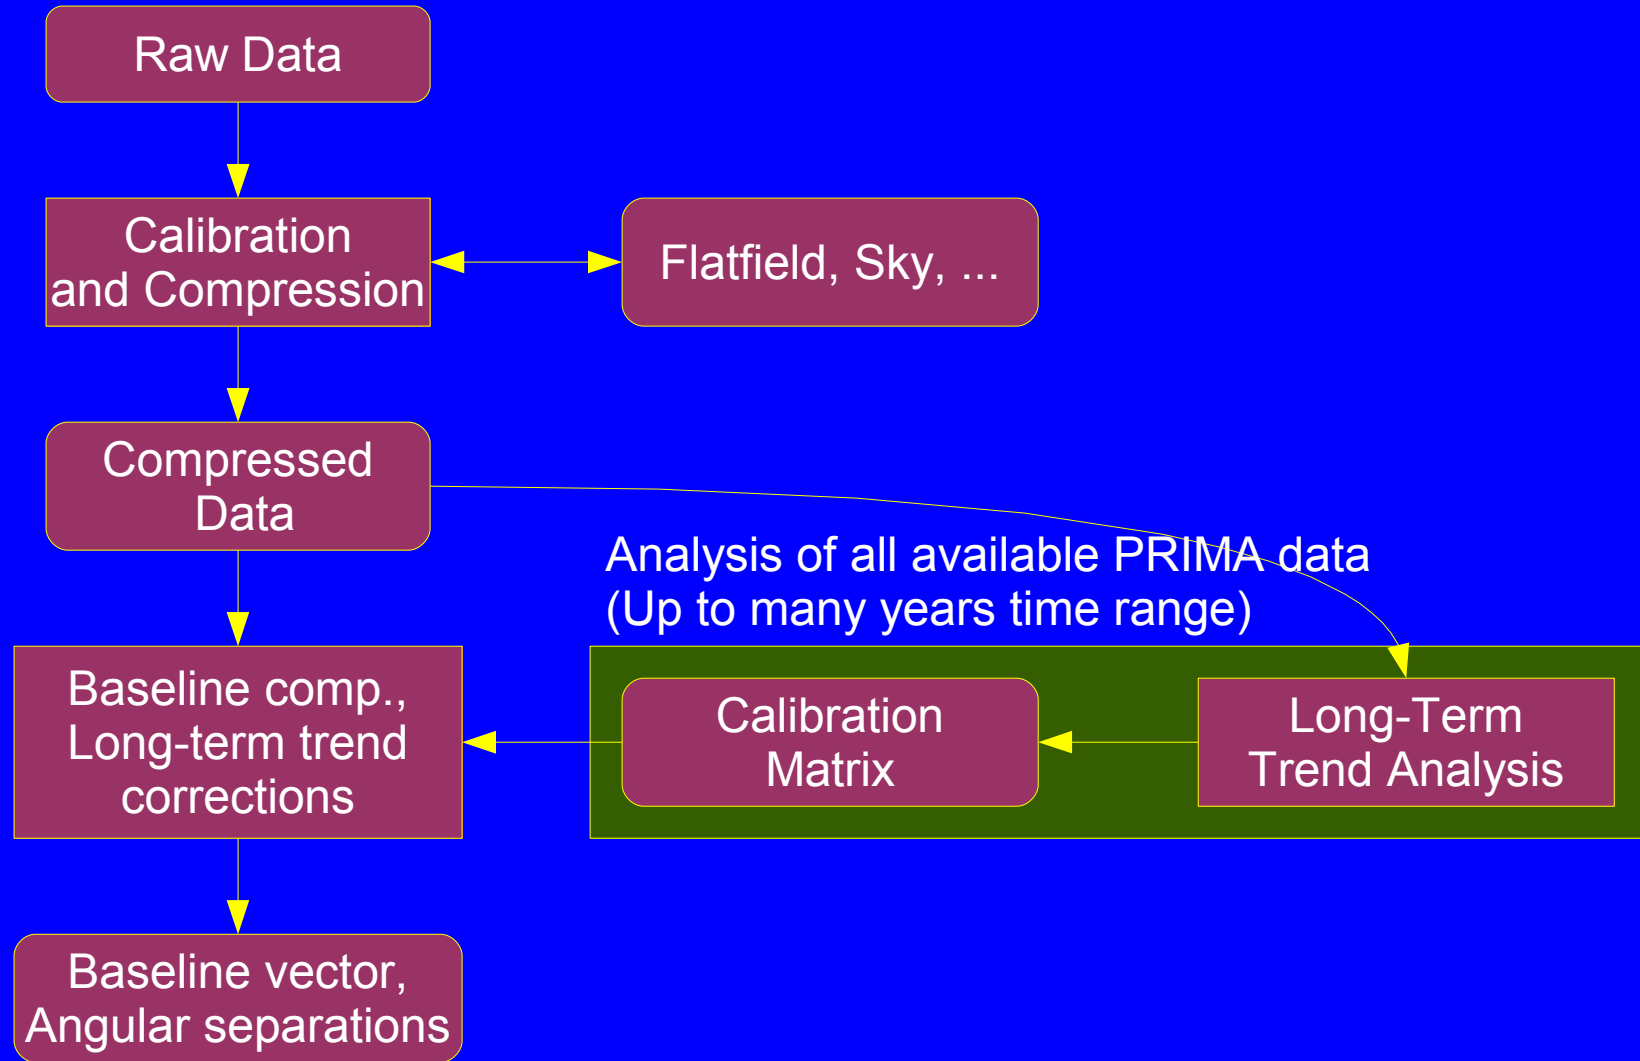 Raw Data
Calibration
and Compression
Flatfield, Sky, ...
Compressed
Data
Analysis of all available PRIMA data
(Up to many years time range)
Baseline comp.,
Long-term trend
corrections
Calibration
Matrix
Long-Term
Trend Analysis
Baseline vector,
Angular separations